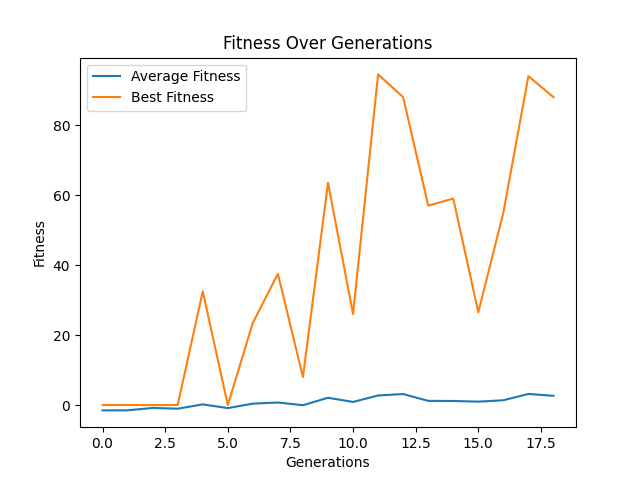 Fitness Over Generations
Average Fitness
Best Fitness
80
60
40
20
0
Fitness
0.0 2.5 5.0 7.5 10.0 12.5 15.0 17.5
Generations